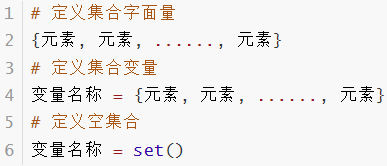 1 # 定义集合字面量
2 {元素, 元素, ......, 元素}
3 # 定义集合变量
4 变量名称 = {元素, 元素, ......, 元素}
5 # 定义空集合
6 变量名称 = set()